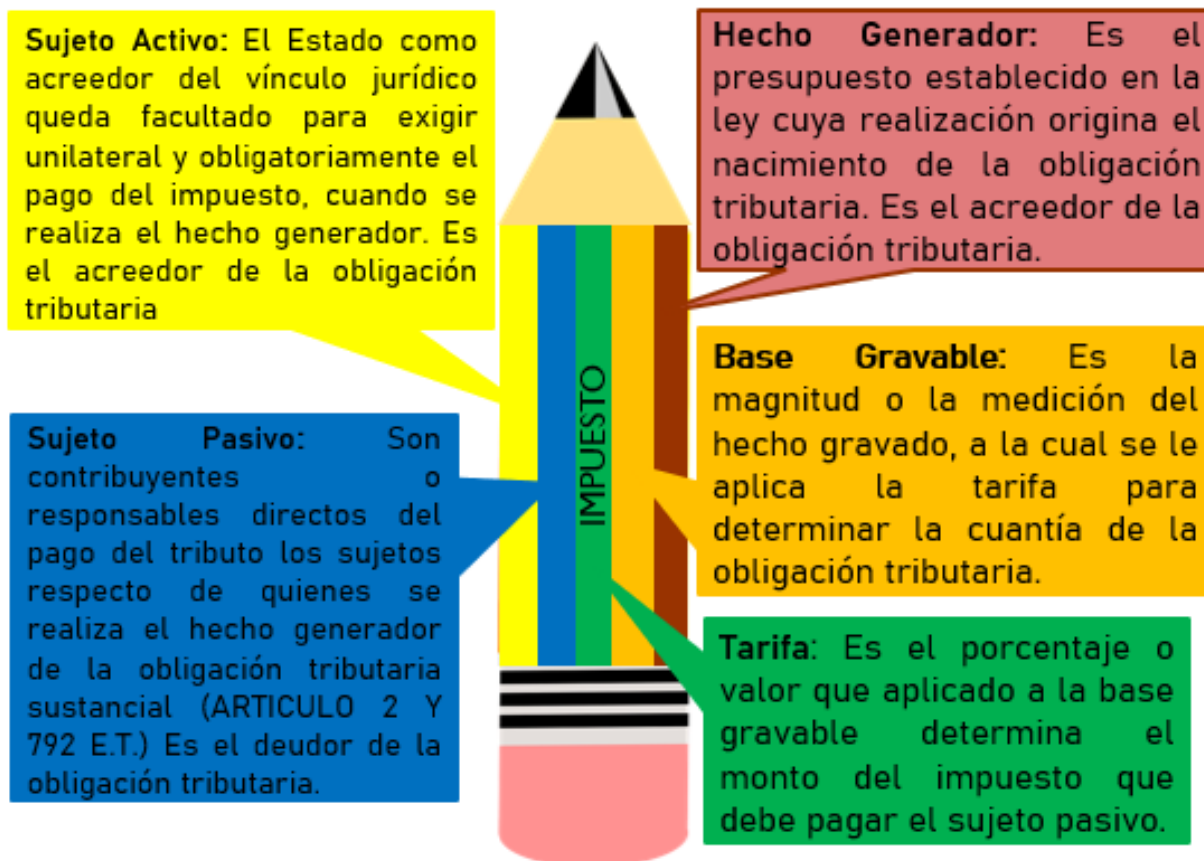 Sujeto Activo: El Estado como
acreedor del vínculo jurídico
queda facultado para exigir
unilateral y obligatoriamente el
pago del impuesto, cuando se
realiza el hecho generador. Es
el acreedor de la obligación
tributaria
Sujeto Pasivo: Son
contribuyentes o
responsables directos del
pago del tributo los sujetos
respecto de quienes se
realiza el hecho generador
de la obligación tributaria
sustancial (ARTICULO 2 Y
792 E.T.) Es el deudor de la
obligación tributaria.
IMPUESTO
Hecho Generador: Es el
presupuesto establecido en la
ley cuya realización origina el
nacimiento de la obligación
tributaria. Es el acreedor de la
obligación tributaria.
Base Gravable: Es la
magnitud o la medición del
hecho gravado, a la cual se le
aplica la tarifa para
determinar la cuantía de la
obligación tributaria.
Tarifa: Es el porcentaje o
valor que aplicado a la base
gravable determina el
monto del impuesto que
debe pagar el sujeto pasivo.